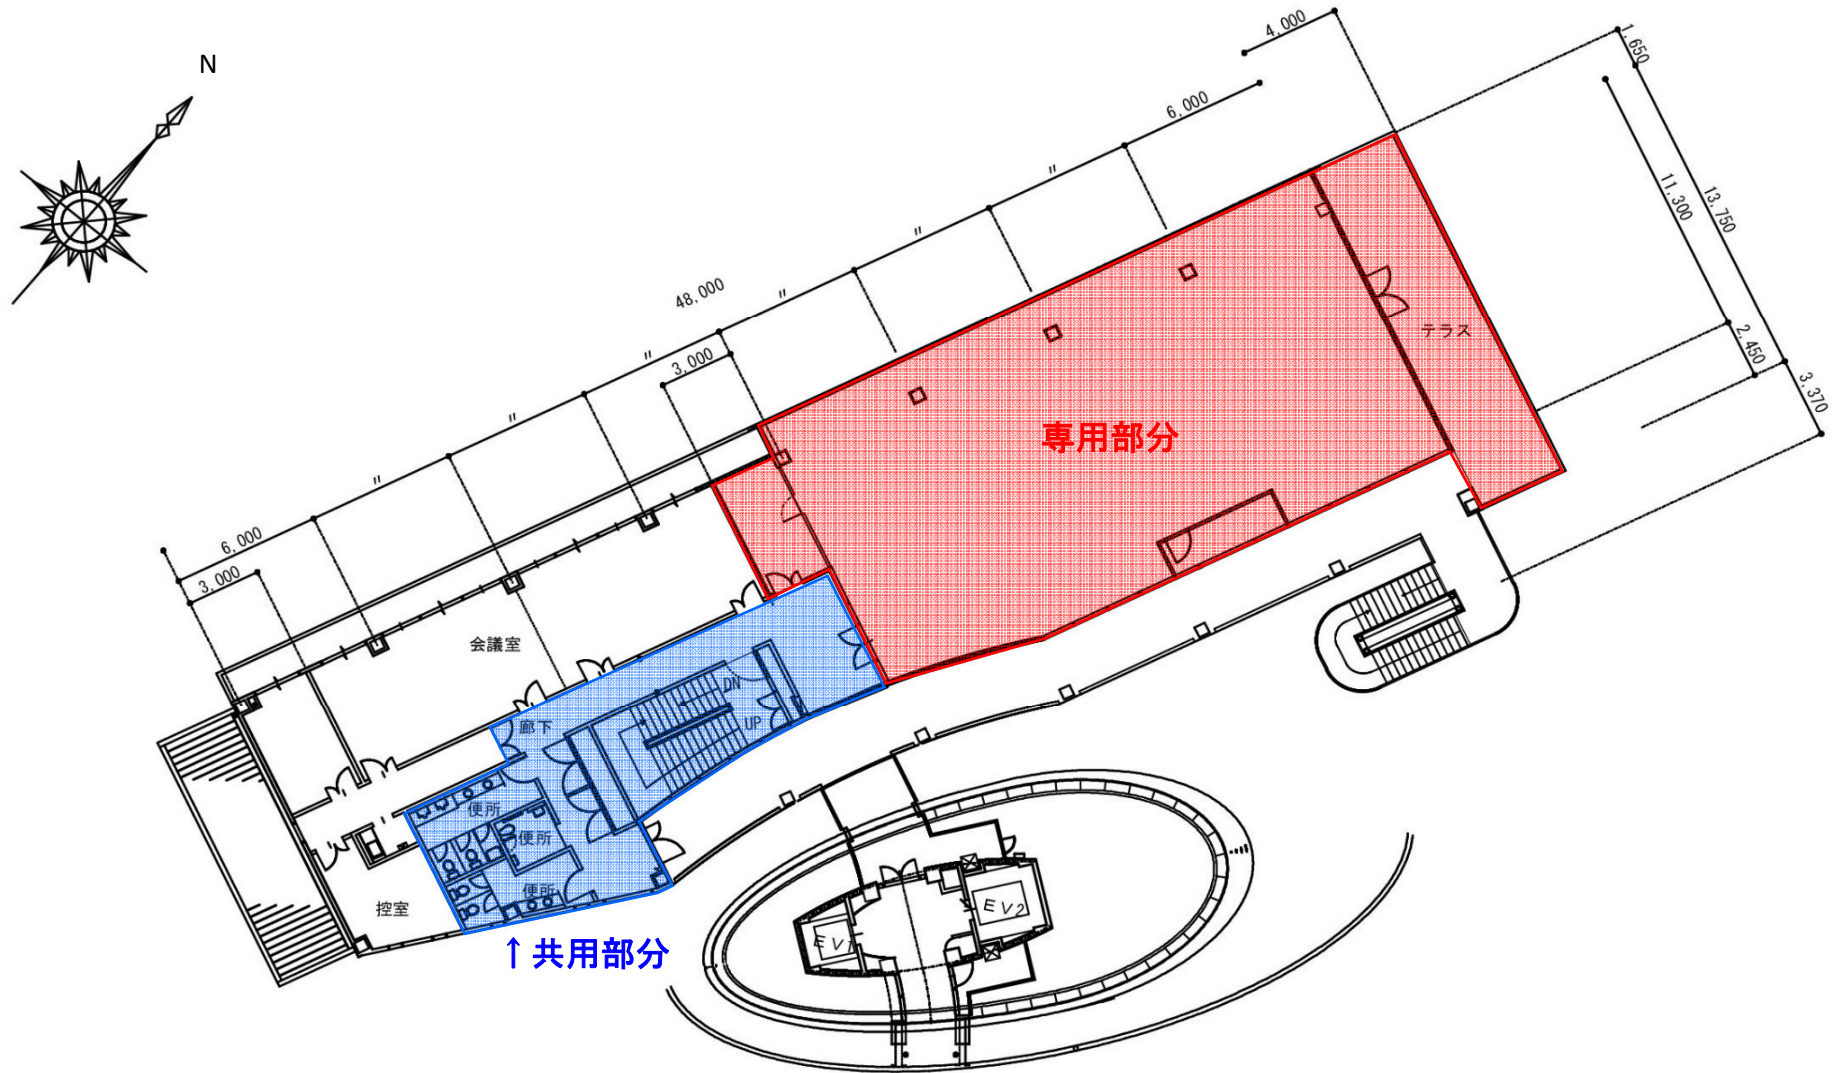 N
4,000
1,650
6,000
〃
11,300
13,750
〃
48,000
〃
2,450
テラス
〃
3,000
3,370
〃
専用部分
〃
6,000
3,000
会議室
DN
UP
廊下
便所
便所
便所
控室
EV2
EV1
↑共用部分